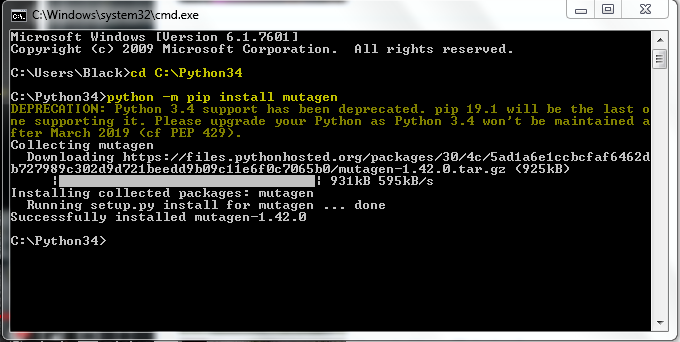 C:\Windows\system32\cmd.exe
Microsoft Windows [Version 6.1.7601]
Copyright (c) 2009 Microsoft Corporation.  All rights reserved.
C:\Users\Black>cd C:\Python34
C:\Python34>python -m pip install mutagen
DEPRECATION: Python 3.4 support has been deprecated. pip 19.1 will be the last o
ne supporting it. Please upgrade your Python as Python 3.4 won't be maintained a
fter March 2019 (cf PEP 429).
Collecting mutagen
  Downloading https://files.pythonhosted.org/packages/30/4c/5ad1a6e1ccbcfaf6462d
b727989c302d9d721beedd9b09c11e6f0c7065b0/mutagen-1.42.0.tar.gz (925kB)
| | 931kB 595kB/s
Installing collected packages: mutagen
  Running setup.py install for mutagen ... done
Successfully installed mutagen-1.42.0
C:\Python34>